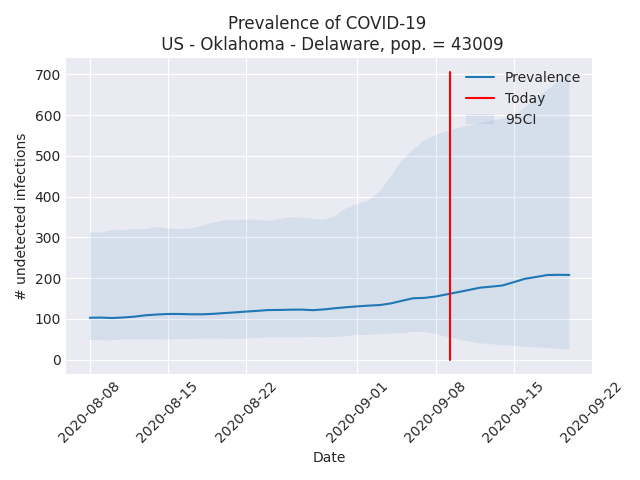 Prevalence of COVID-19
US - Oklahoma - Delaware, pop. = 43009
# undetected infections
700
600
500
400
300
200
100
0
Prevalence
Today
95CI
2020-08-08
2020-08-15
2020-08-22
2020-09-01
2020-09-08
2020-09-15
2020-09-22
Date